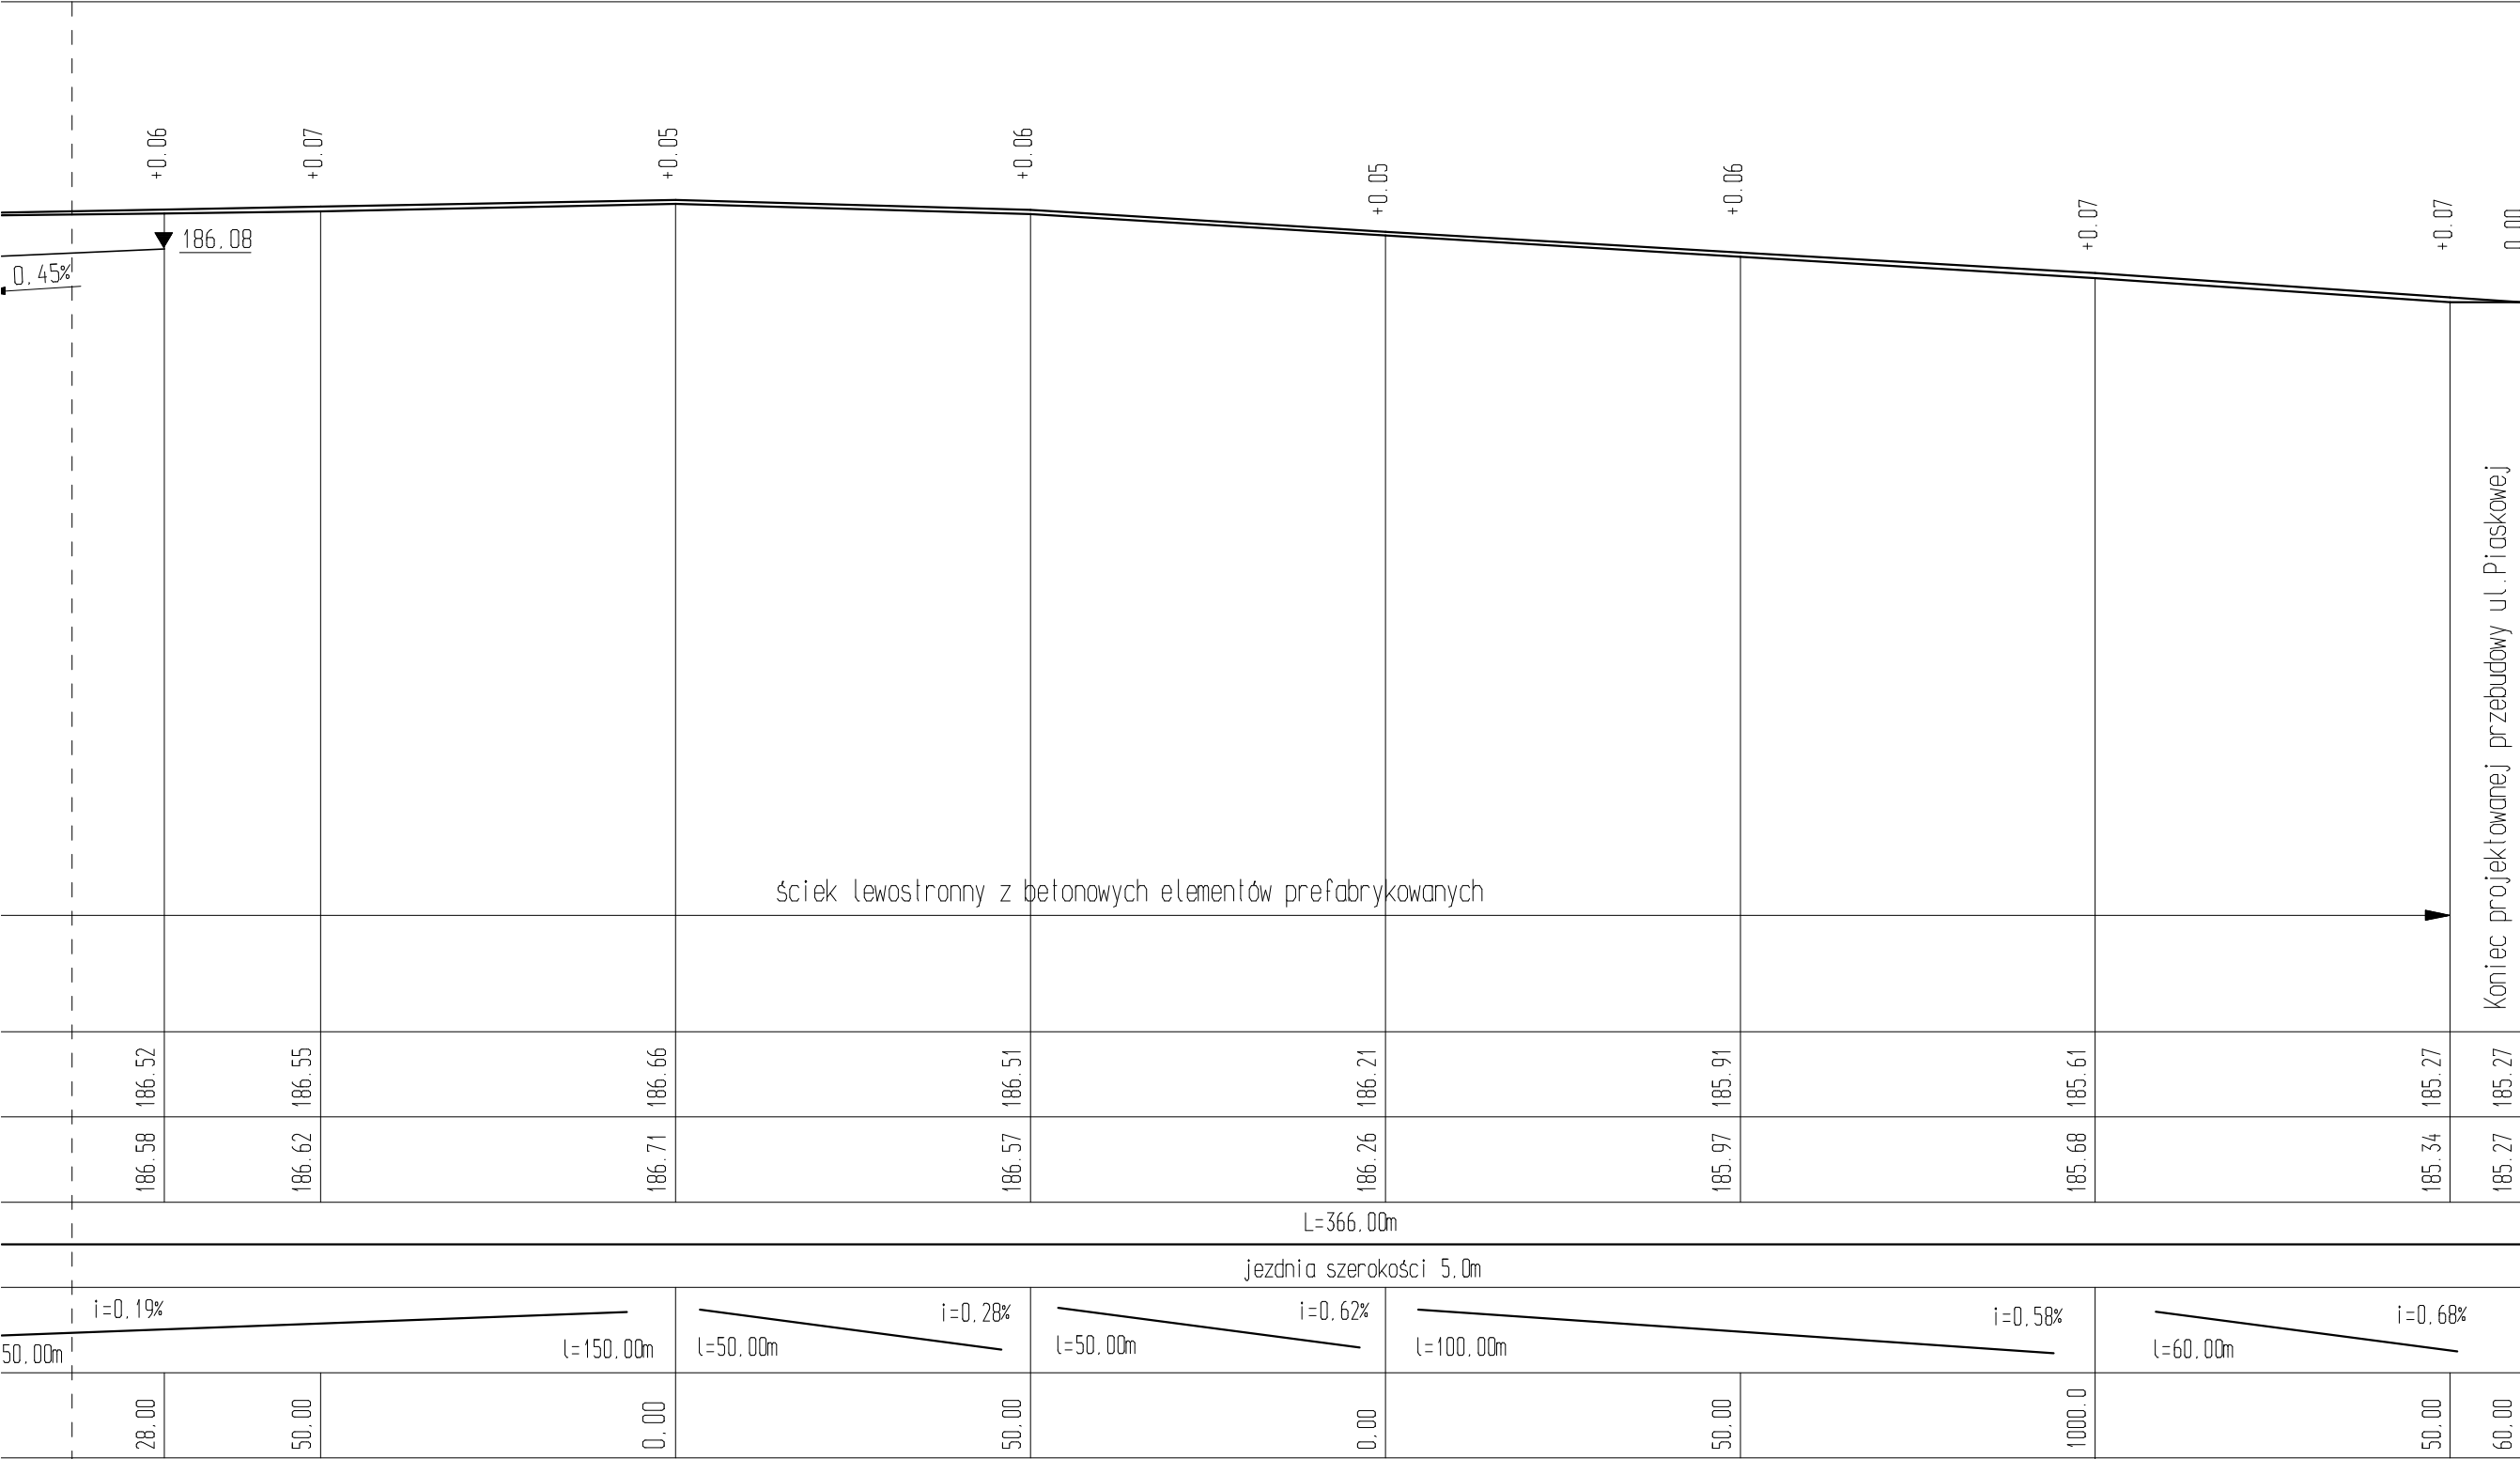 +0.06
+0.07
+0.05
+0.06
+0.05
+0.06
+0.07
+0.07
0.00
186.08
0.45%
Koniec projektowanej przebudowy ul.Piaskowej
ściek lewostronny z betonowych elementów prefabrykowanych
186.52 186.55 186.66 186.51 186.21 185.91 185.61 185.27 185.27
186.58 186.62 186.71 186.57 186.26 185.97 185.68 185.34 185.27
L=366.00m
jezdnia szerokości 5.0m
i=0.19% i=0.28% i=0.62% i=0.58% i=0.68%
50.00m l=150.00m l=50.00m l=50.00m l=100.00m l=60.00m
28.00 50.00 0.00 50.00 0.00 50.00 1000.0 50.00 60.00